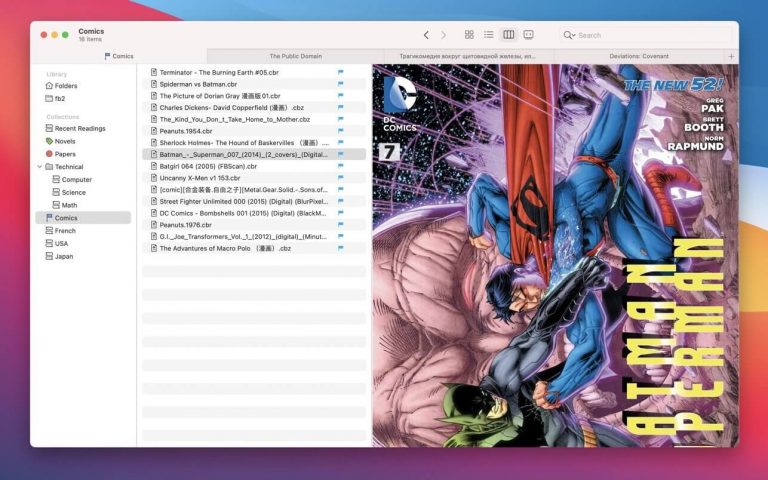 Comics
16 items
Search
Comics
The Public Domain
Трагикомедия вокруг щитовидной железы, ил...
Deviations: Covenant
Library
Folders
fb2
Collections
Recent Readings
Novels
Papers
Technical
Computer
Science
Math
Comics
French
USA
Japan
Terminator - The Burning Earth #05.cbr
Spiderman vs Batman.cbr
The Picture of Dorian Gray 漫画版01.cbr
Charles Dickens- David Copperfield (漫画）.cbz
The_Kind_You_Don_t_Take_Home_to_Mother.cbz
Peanuts.1954.cbr
Sherlock Holmes- The Hound of Baskervilles （漫画）....
Batman_-_Superman_007_(2014)_(2_covers)_(Digital...
Batgirl 064 (2005) (FBScan).cbr
Uncanny X-Men v1 153.cbr
[comic][合金装备.自由之子][Metal.Gear.Solid.-.Sons.of...
Street Fighter Unlimited 000 (2015) (Digital) (BlurPixel...
DC Comics - Bombshells 001 (2015) (Digital) (BlackM...
Peanuts.1976.cbr
G.I._Joe_Transformers_Vol._1_(2012)_(digital)_(Minut...
The Advantures of Macro Polo （漫画）.cbz
DC
DC COMICS
7
THE NEW 52!
GREG
PAK
BRETT
BOOTH
NORM
RAPMUND
ATMAN
PERMAN